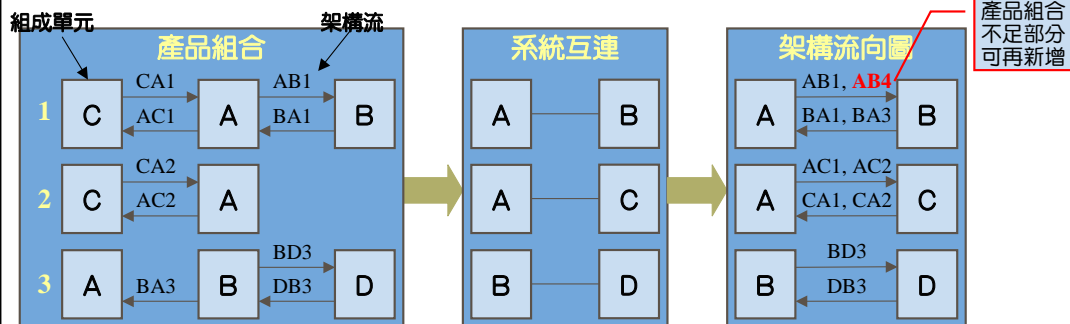 組成單元
架構流
產品組合
不足部分
可再新增
產品組合
系統互連
架構流向圖
1
C
CA1
AC1
A
AB1
BA1
B
2
C
CA2
AC2
A
3
A
BA3
B
BD3
DB3
D
A
B
A
C
B
D
A
AB1, AB4
BA1, BA3
B
A
AC1, AC2
CA1, CA2
C
B
BD3
DB3
D